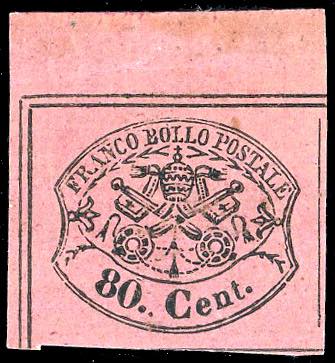 FRANCO BOLLO POSTALE
80.. Cent.